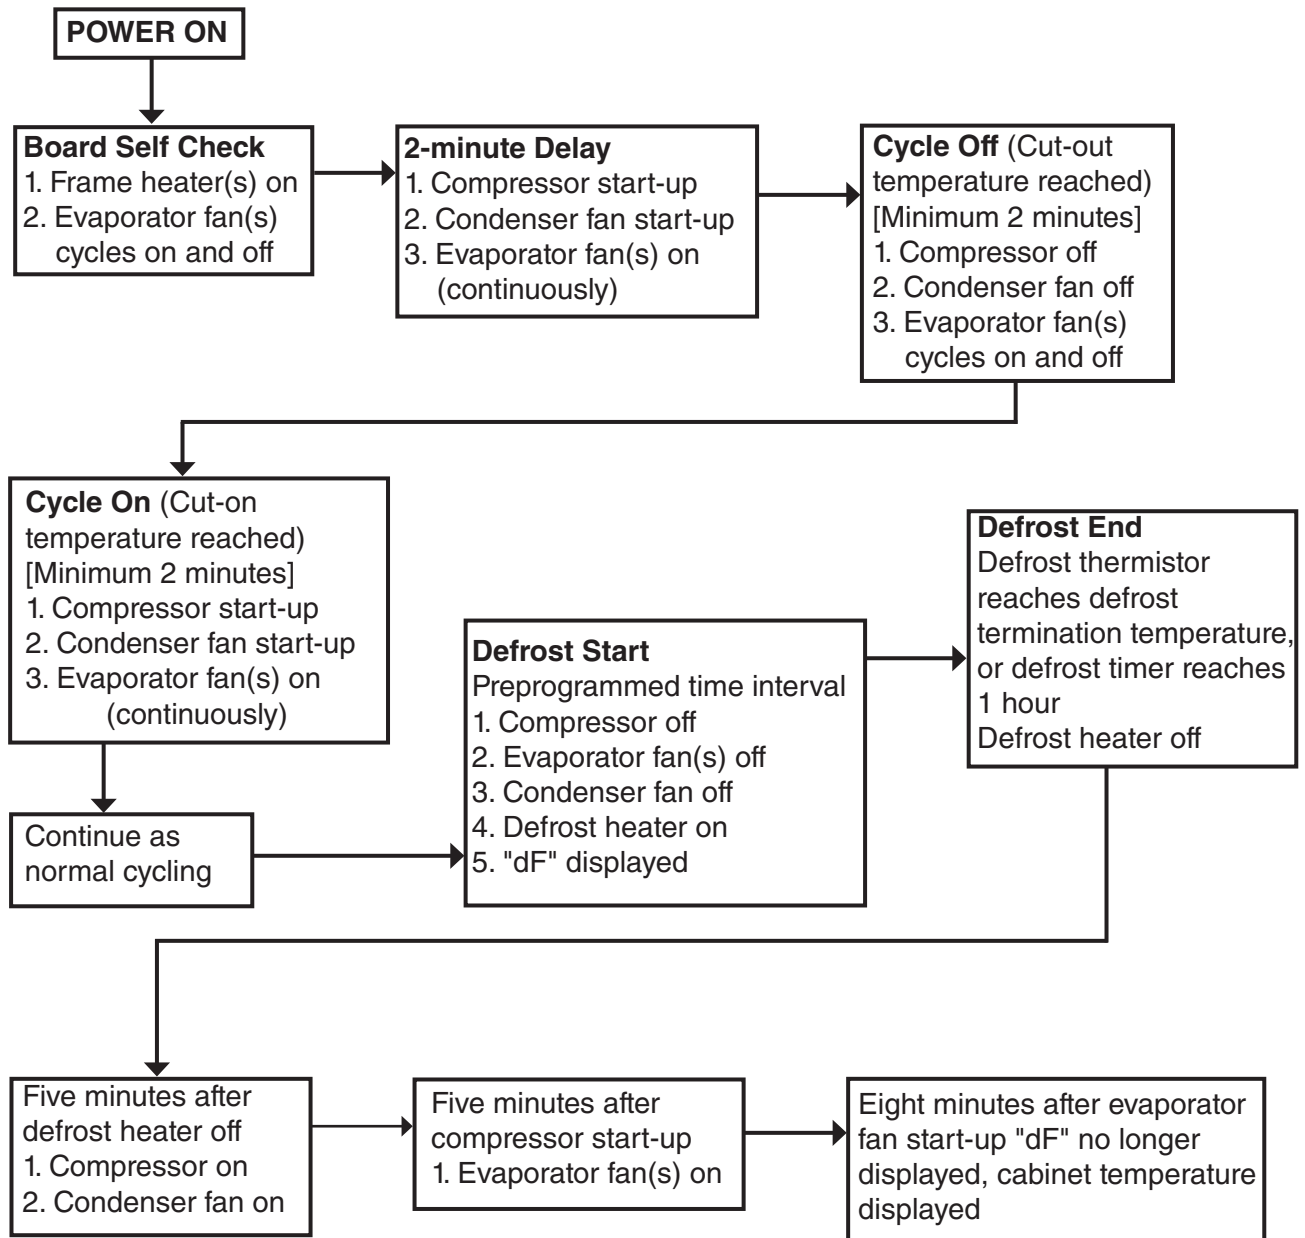 POWER ON
Board Self Check
1. Frame heater(s) on
2. Evaporator fan(s)
cycles on and off
2-minute Delay
1. Compressor start-up
2. Condenser fan start-up
3. Evaporator fan(s) on
(continuously)
Cycle Off (Cut-out
temperature reached)
[Minimum 2 minutes]
1. Compressor off
2. Condenser fan off
3. Evaporator fan(s)
cycles on and off
Cycle On (Cut-on
temperature reached)
[Minimum 2 minutes]
1. Compressor start-up
2. Condenser fan start-up
3. Evaporator fan(s) on
(continuously)
Continue as
normal cycling
Defrost Start
Preprogrammed time interval
1. Compressor off
2. Evaporator fan(s) off
3. Condenser fan off
4. Defrost heater on
5. "dF" displayed
Defrost End
Defrost thermistor
reaches defrost
termination temperature,
or defrost timer reaches
1 hour
Defrost heater off
Five minutes after
defrost heater off
1. Compressor on
2. Condenser fan on
Five minutes after
compressor start-up
1. Evaporator fan(s) on
Eight minutes after evaporator
fan start-up "dF" no longer
displayed, cabinet temperature
displayed